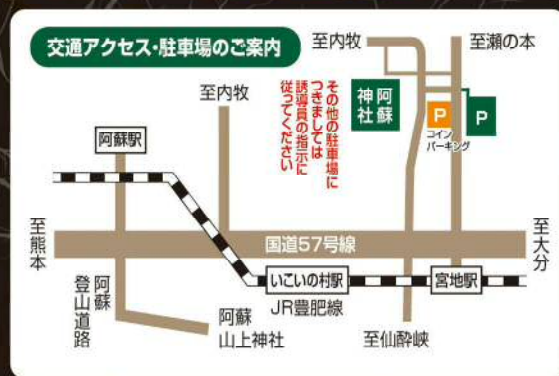 交通アクセス・駐車場のご案内
至内牧
至瀬の本
至内牧
その他の駐車場に
つきましては
誘導員の指示に
従ってください
阿蘇
神社
P
コイン
パーキング
P
阿蘇駅
至熊本
国道57号線
至大分
いこいの村駅
宮地駅
JR豊肥線
阿蘇
登山道路
阿蘇
山上神社
至仙酔峡